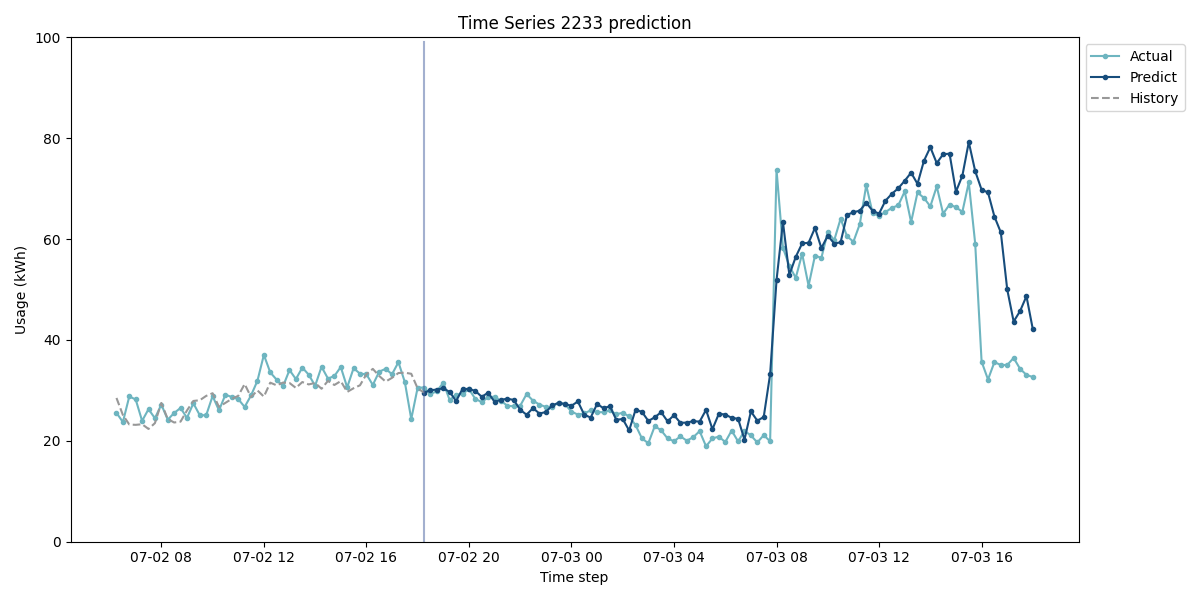 Time Series 2233 prediction
100
80
60
40
20
0
Usage (kWh)
07-02 08
07-02 12
07-02 16
07-02 20
07-03 00
07-03 04
07-03 08
07-03 12
07-03 16
Time step
Actual
Predict
History